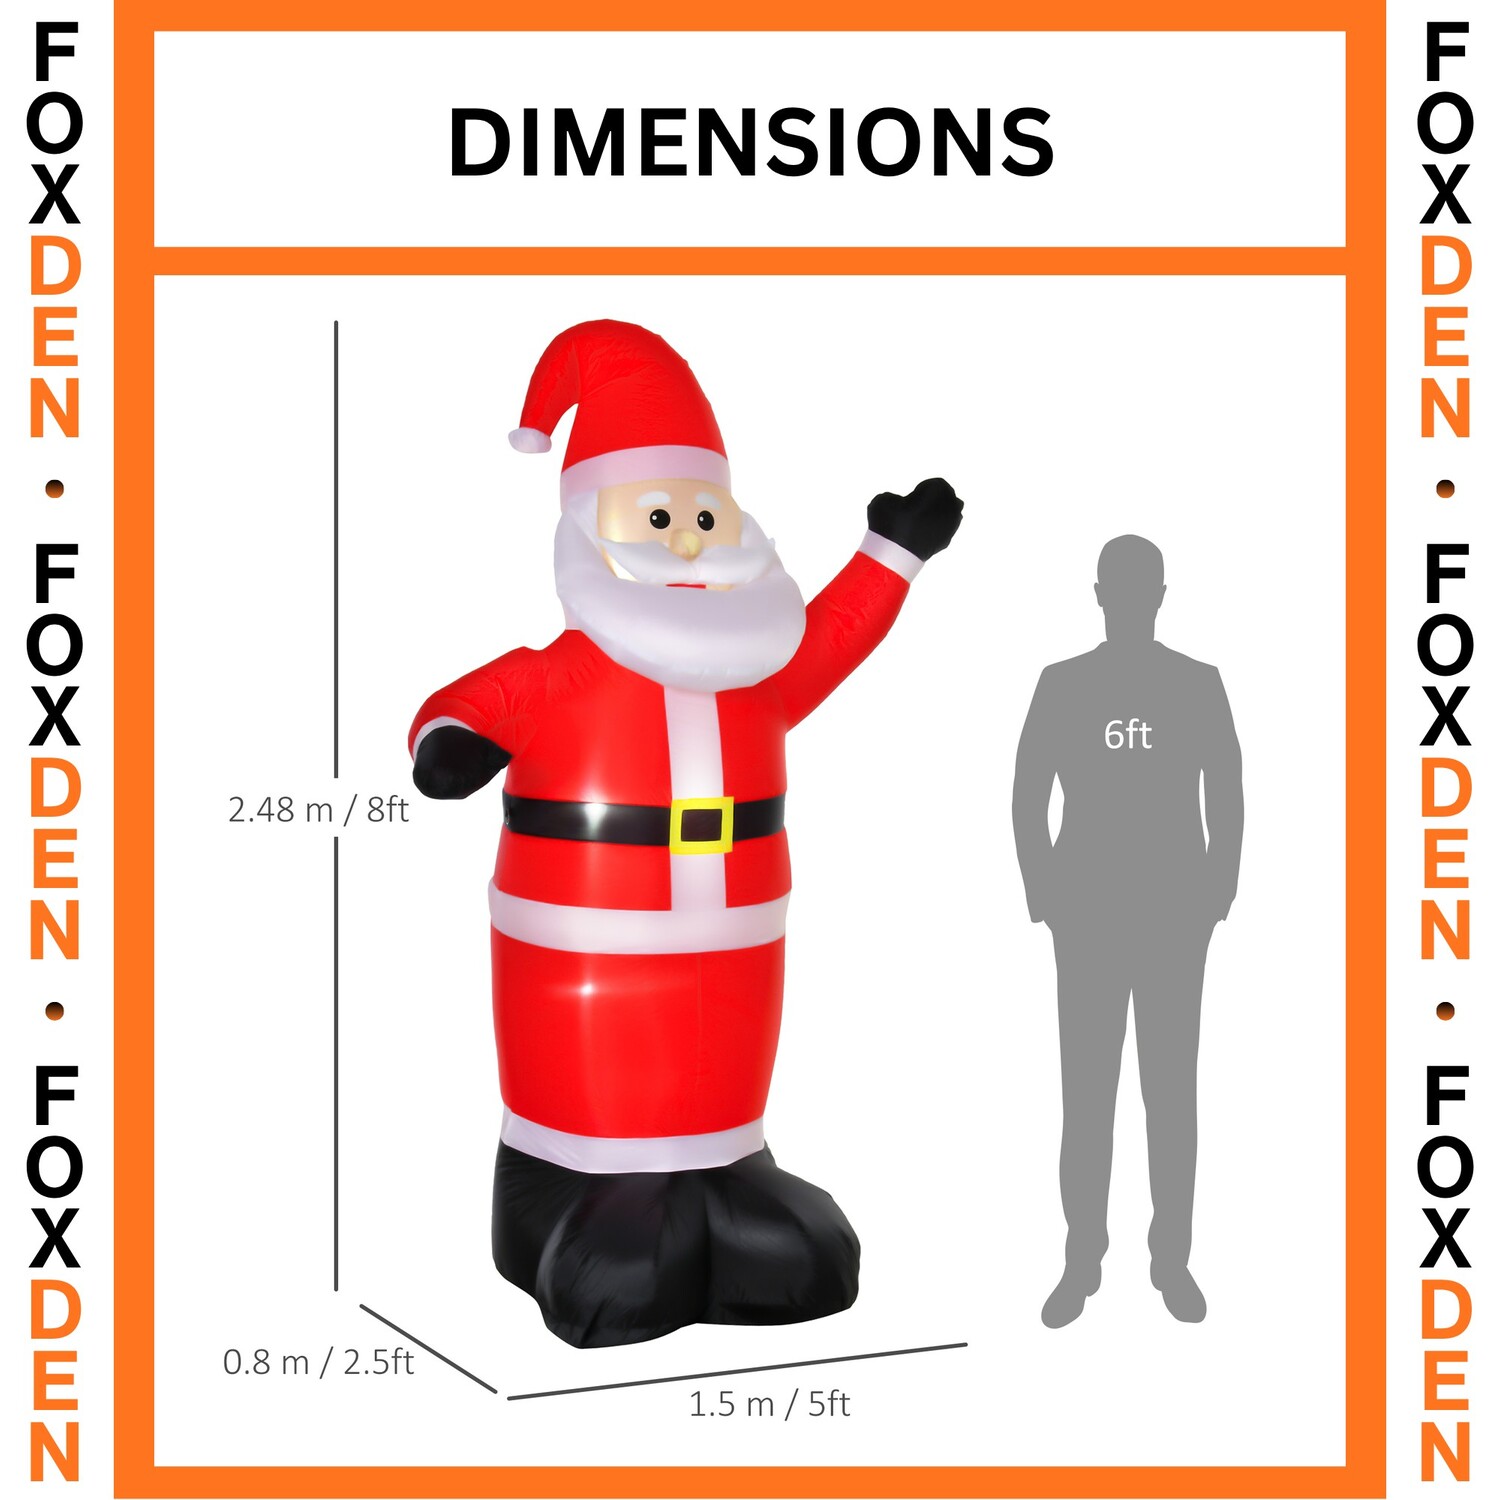 FOXDEN • FOXDEN • FOXDEN
DIMENSIONS
6ft
2.48 m / 8ft
0.8 m / 2.5ft
1.5 m / 5ft
FOXDEN • FOXDEN • FOXDEN